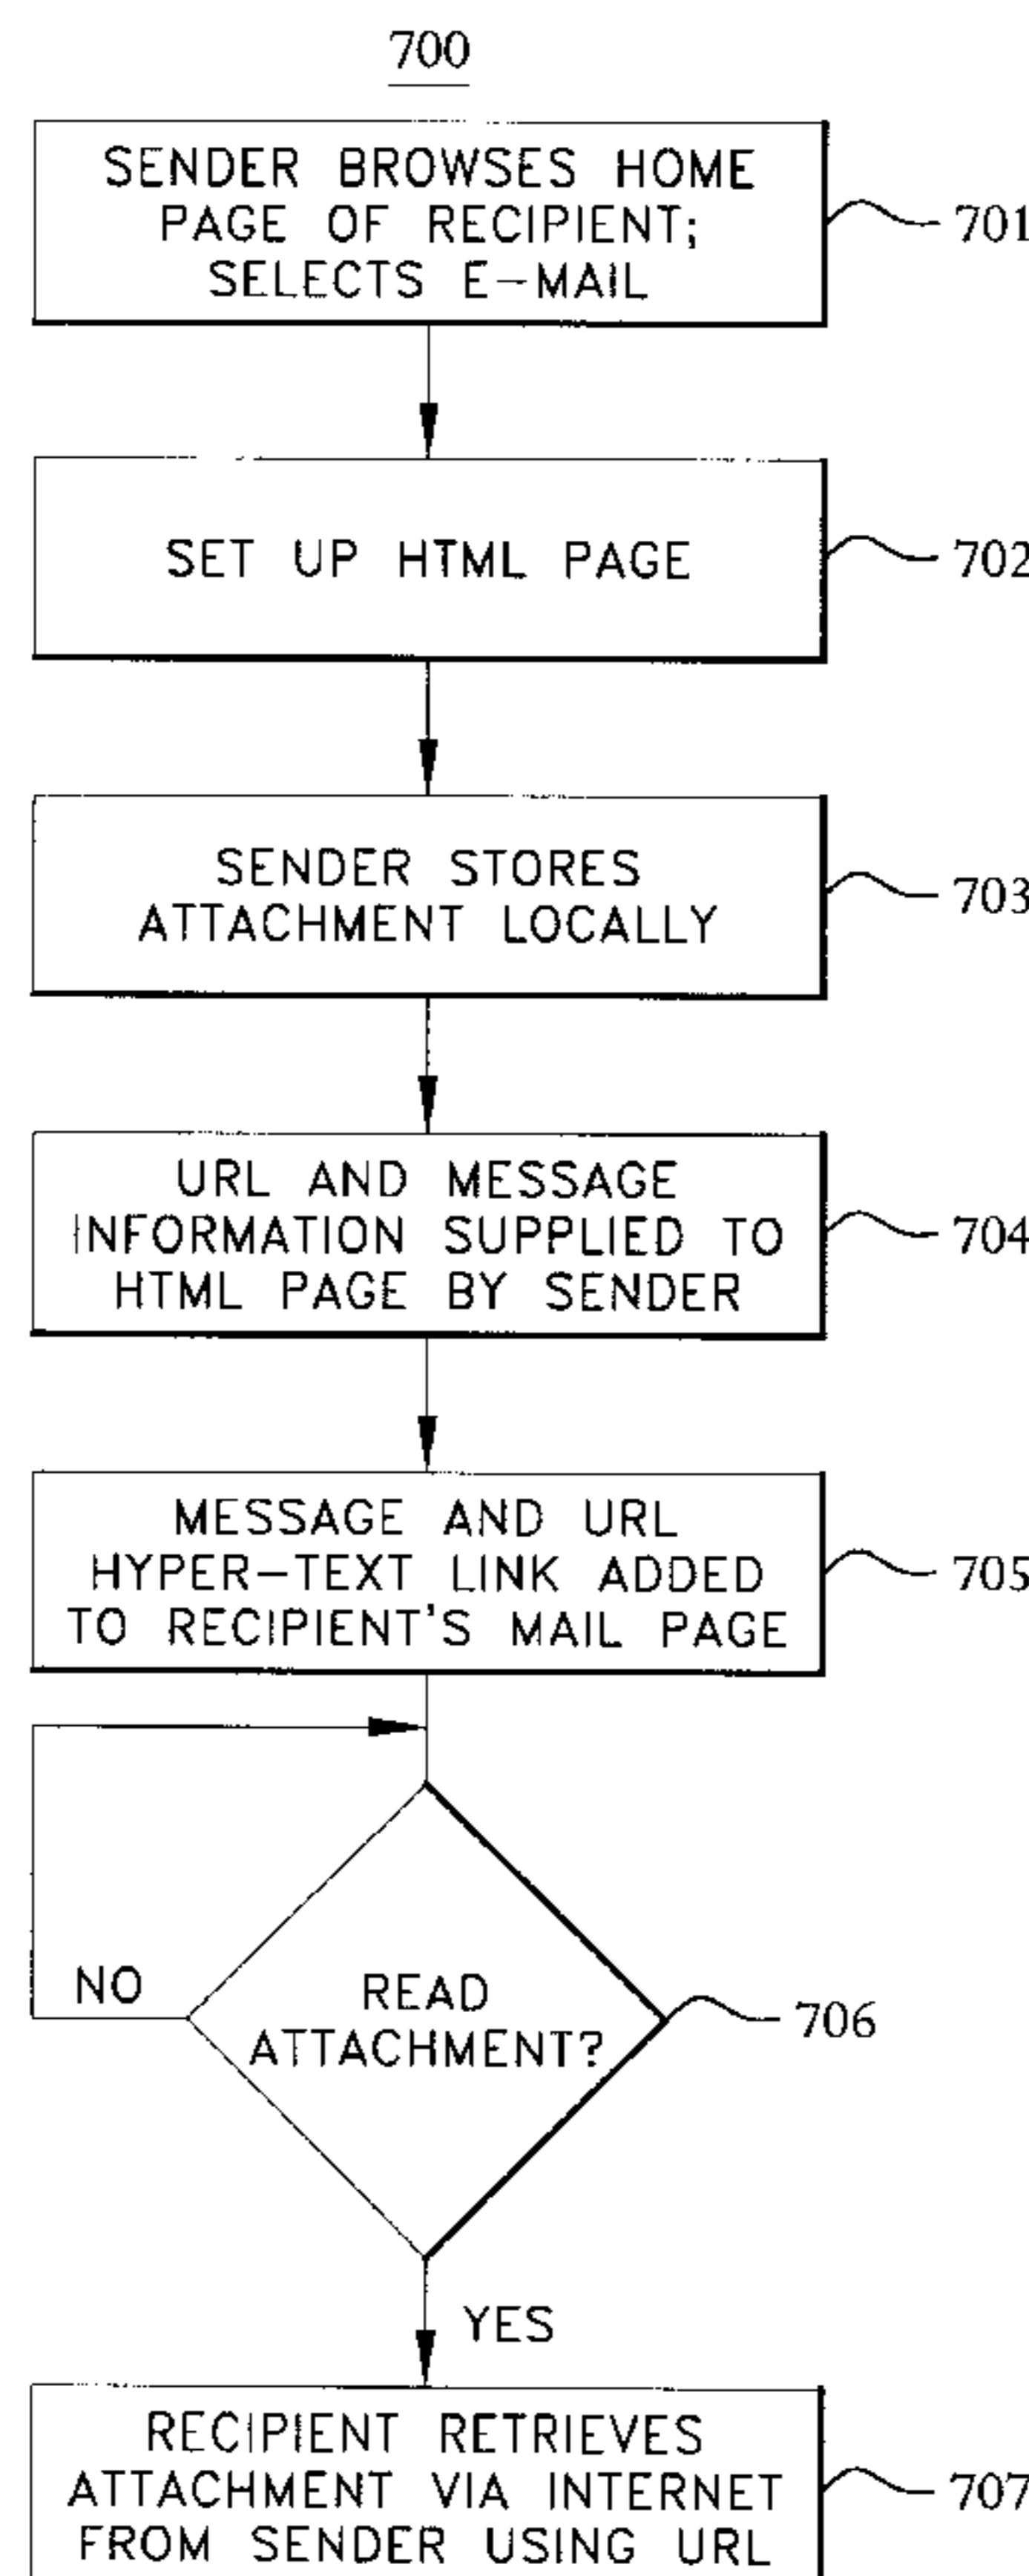 700
SENDER BROWSES HOME
PAGE OF RECIPIENT;
SELECTS E-MAIL
701
SET UP HTML PAGE
702
SENDER STORES
ATTACHMENT LOCALLY
703
URL AND MESSAGE
INFORMATION SUPPLIED TO
HTML PAGE BY SENDER
704
MESSAGE AND URL
HYPER-TEXT LINK ADDED
TO RECIPIENT'S MAIL PAGE
705
NO
READ
ATTACHMENT?
706
YES
RECIPIENT RETRIEVES
ATTACHMENT VIA INTERNET
FROM SENDER USING URL
707